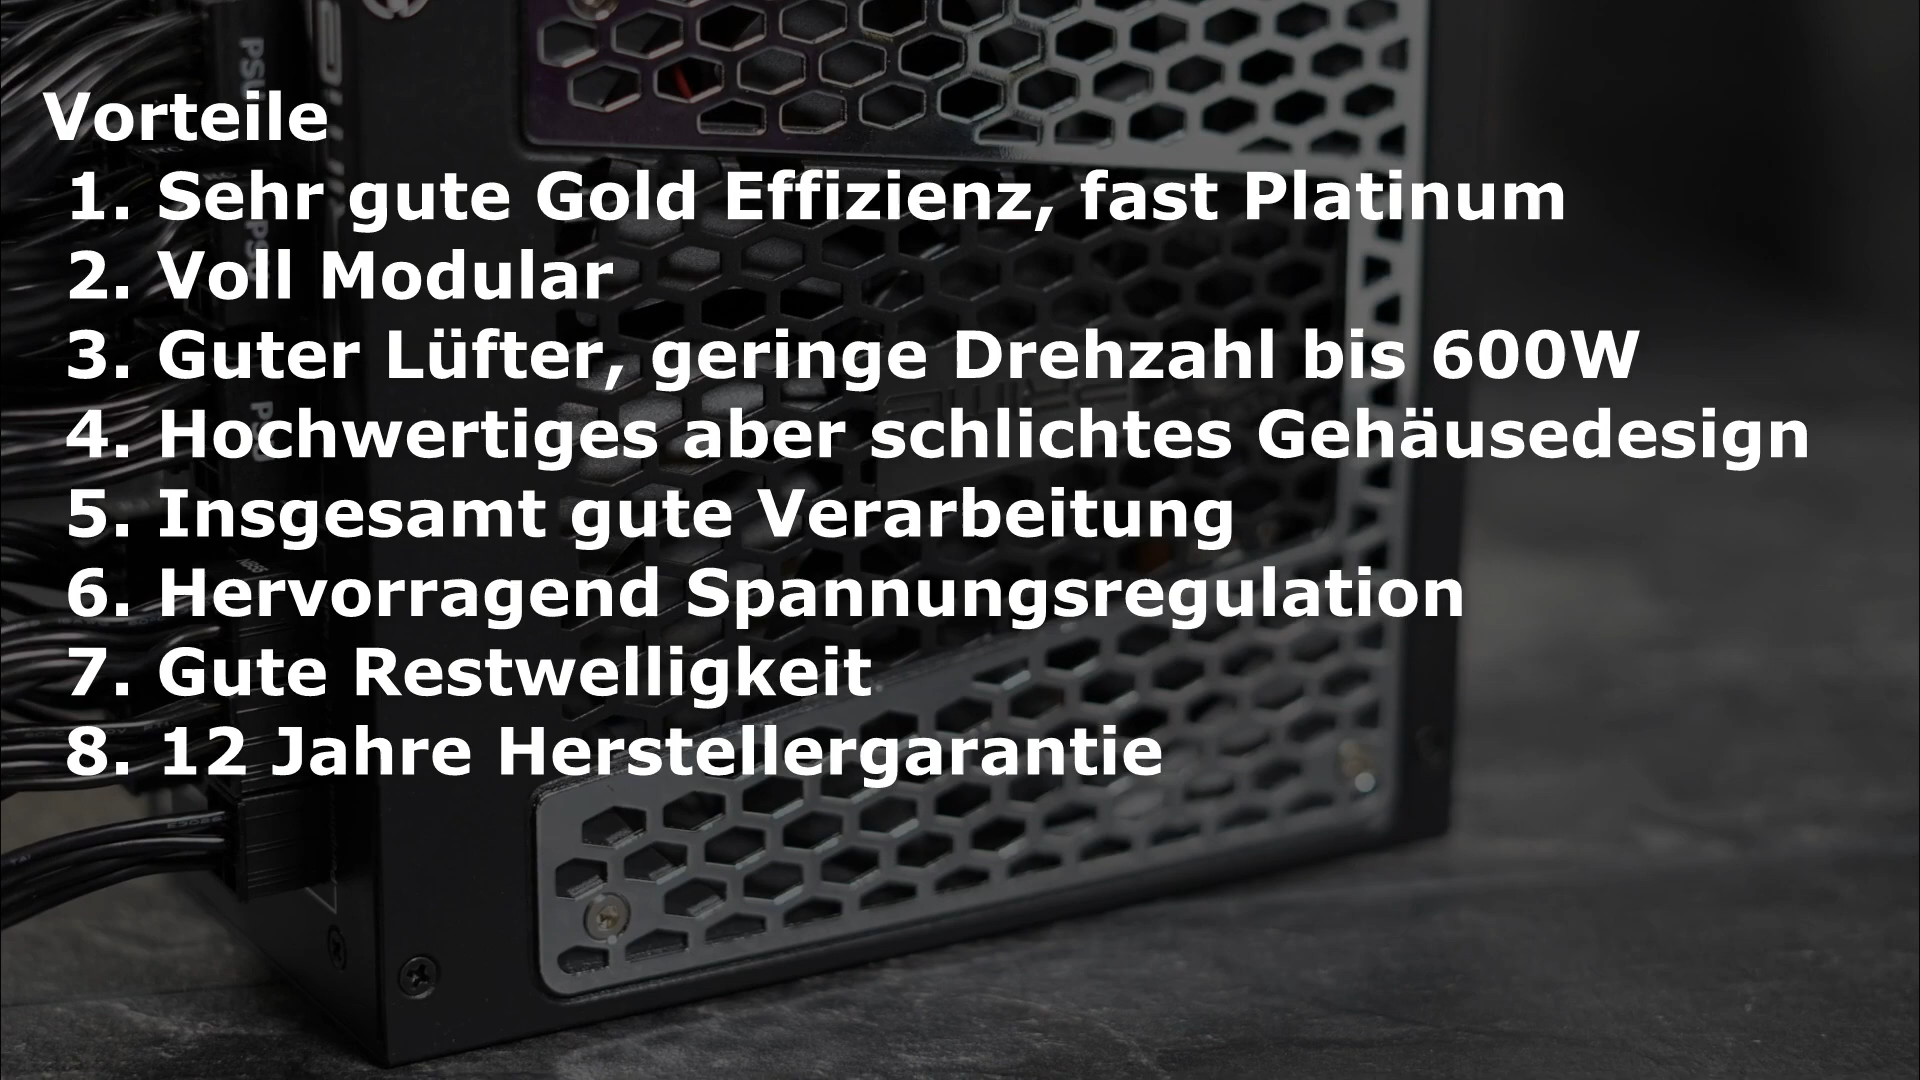 Vorteile
1. Sehr gute Gold Effizienz, fast Platinum
2. Voll Modular
3. Guter Lüfter, geringe Drehzahl bis 600W
4. Hochwertiges aber schlichtes Gehäusedesign
5. Insgesamt gute Verarbeitung
6. Hervorragend Spannungsregulation
7. Gute Restwelligkeit
8. 12 Jahre Herstellergarantie